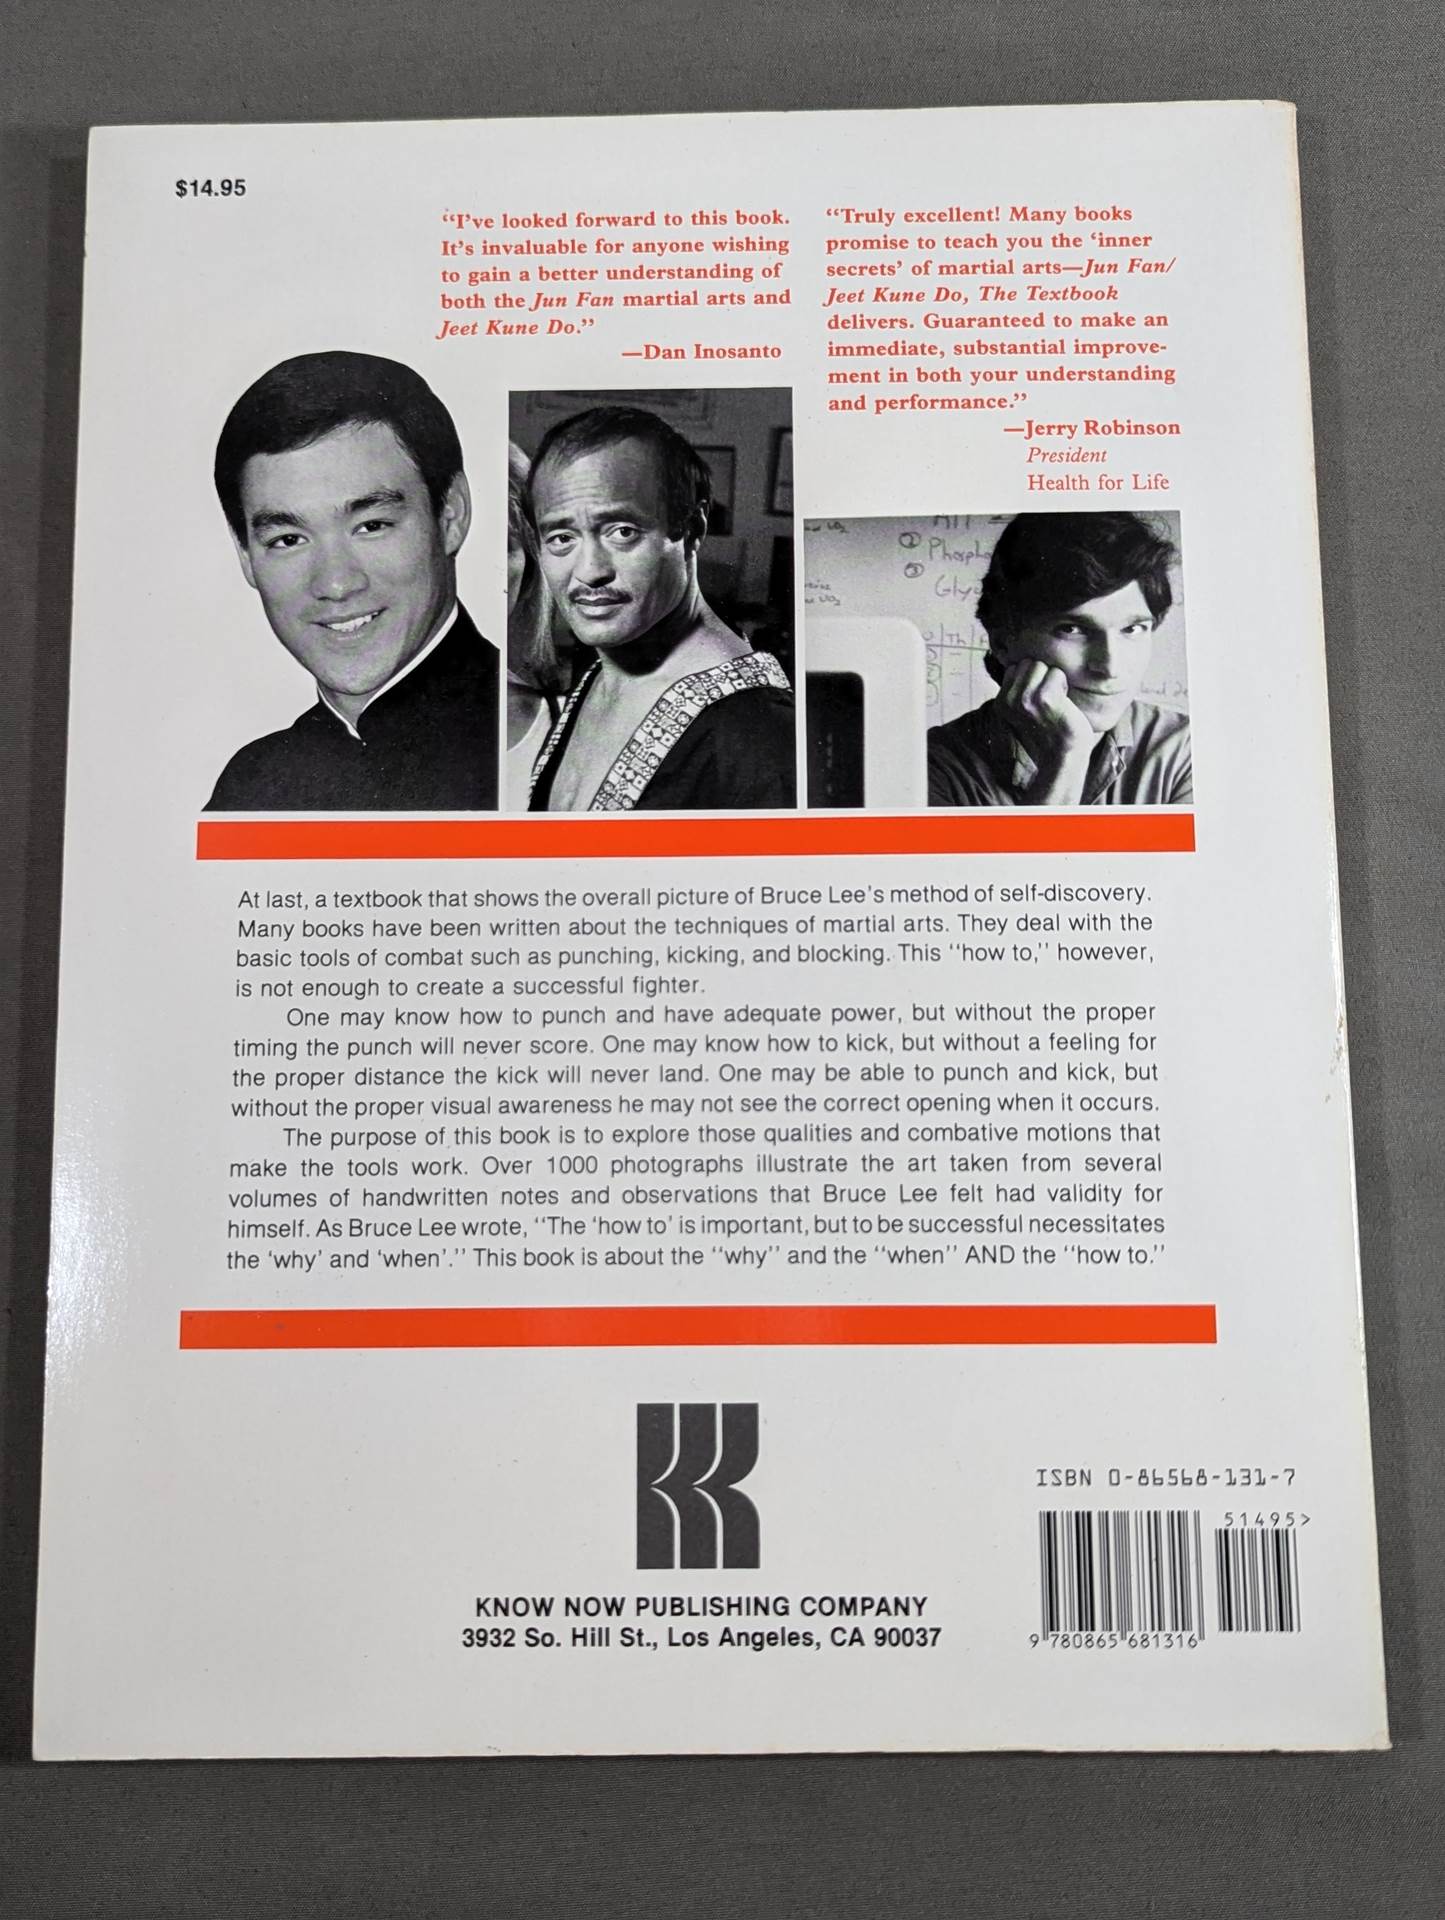 $14.95
“I’ve looked forward to this book.
It’s invaluable for anyone wishing
to gain a better understanding of
both the Jun Fan martial arts and
Jeet Kune Do.”
—Dan Inosanto
“Truly excellent! Many books
promise to teach you the ‘inner
secrets’ of martial arts—Jun Fan/
Jeet Kune Do, The Textbook
delivers. Guaranteed to make an
immediate, substantial improve-
ment in both your understanding
and performance.”
—Jerry Robinson
President
Health for Life
At last, a textbook that shows the overall picture of Bruce Lee’s method of self-discovery.
Many books have been written about the techniques of martial arts. They deal with the
basic tools of combat such as punching, kicking, and blocking. This “how to,” however,
is not enough to create a successful fighter.
One may know how to punch and have adequate power, but without the proper
timing the punch will never score. One may know how to kick, but without a feeling for
the proper distance the kick will never land. One may be able to punch and kick, but
without the proper visual awareness he may not see the correct opening when it occurs.
The purpose of this book is to explore those qualities and combative motions that
make the tools work. Over 1000 photographs illustrate the art taken from several
volumes of handwritten notes and observations that Bruce Lee felt had validity for
himself. As Bruce Lee wrote, “The ‘how to’ is important, but to be successful necessitates
the ‘why’ and ‘when’.” This book is about the “why” and the “when” AND the “how to.”
KNOW NOW PUBLISHING COMPANY
3932 So. Hill St., Los Angeles, CA 90037
ISBN 0-86568-131-7
51495>
9 780865 681316